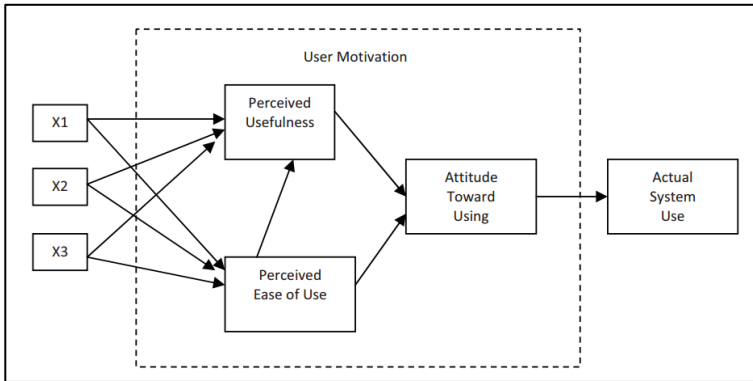 User Motivation
X1
X2
X3
Perceived
Usefulness
Perceived
Ease of Use
Attitude
Toward
Using
Actual
System
Use